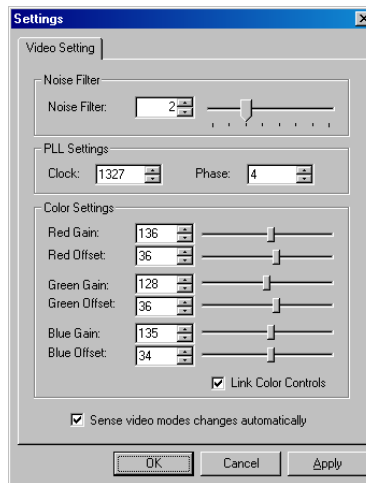 Settings
Video Setting
Noise Filter
Noise Filter: 2
PLL Settings
Clock: 1327 Phase: 4
Color Settings
Red Gain: 136
Red Offset: 36
Green Gain: 128
Green Offset: 36
Blue Gain: 135
Blue Offset: 34
Link Color Controls
Sense video modes changes automatically
OK Cancel Apply